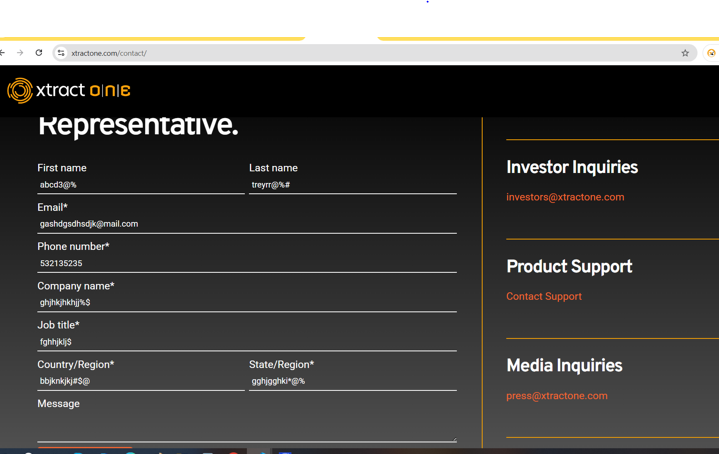 xtractone.com/contact/
xtract one
Representative.
First name
Last name
abcd3@%
treyrr@%#
Email*
gashdgsdhsdjk@mail.com
Phone number*
532135235
Company name*
ghjhkjhkhjj%$
Job title*
fghhjklj$
Country/Region*
State/Region*
bbjknkjkj#$@
gghjgghki*@%
Message
Investor Inquiries
investors@xtractone.com
Product Support
Contact Support
Media Inquiries
press@xtractone.com